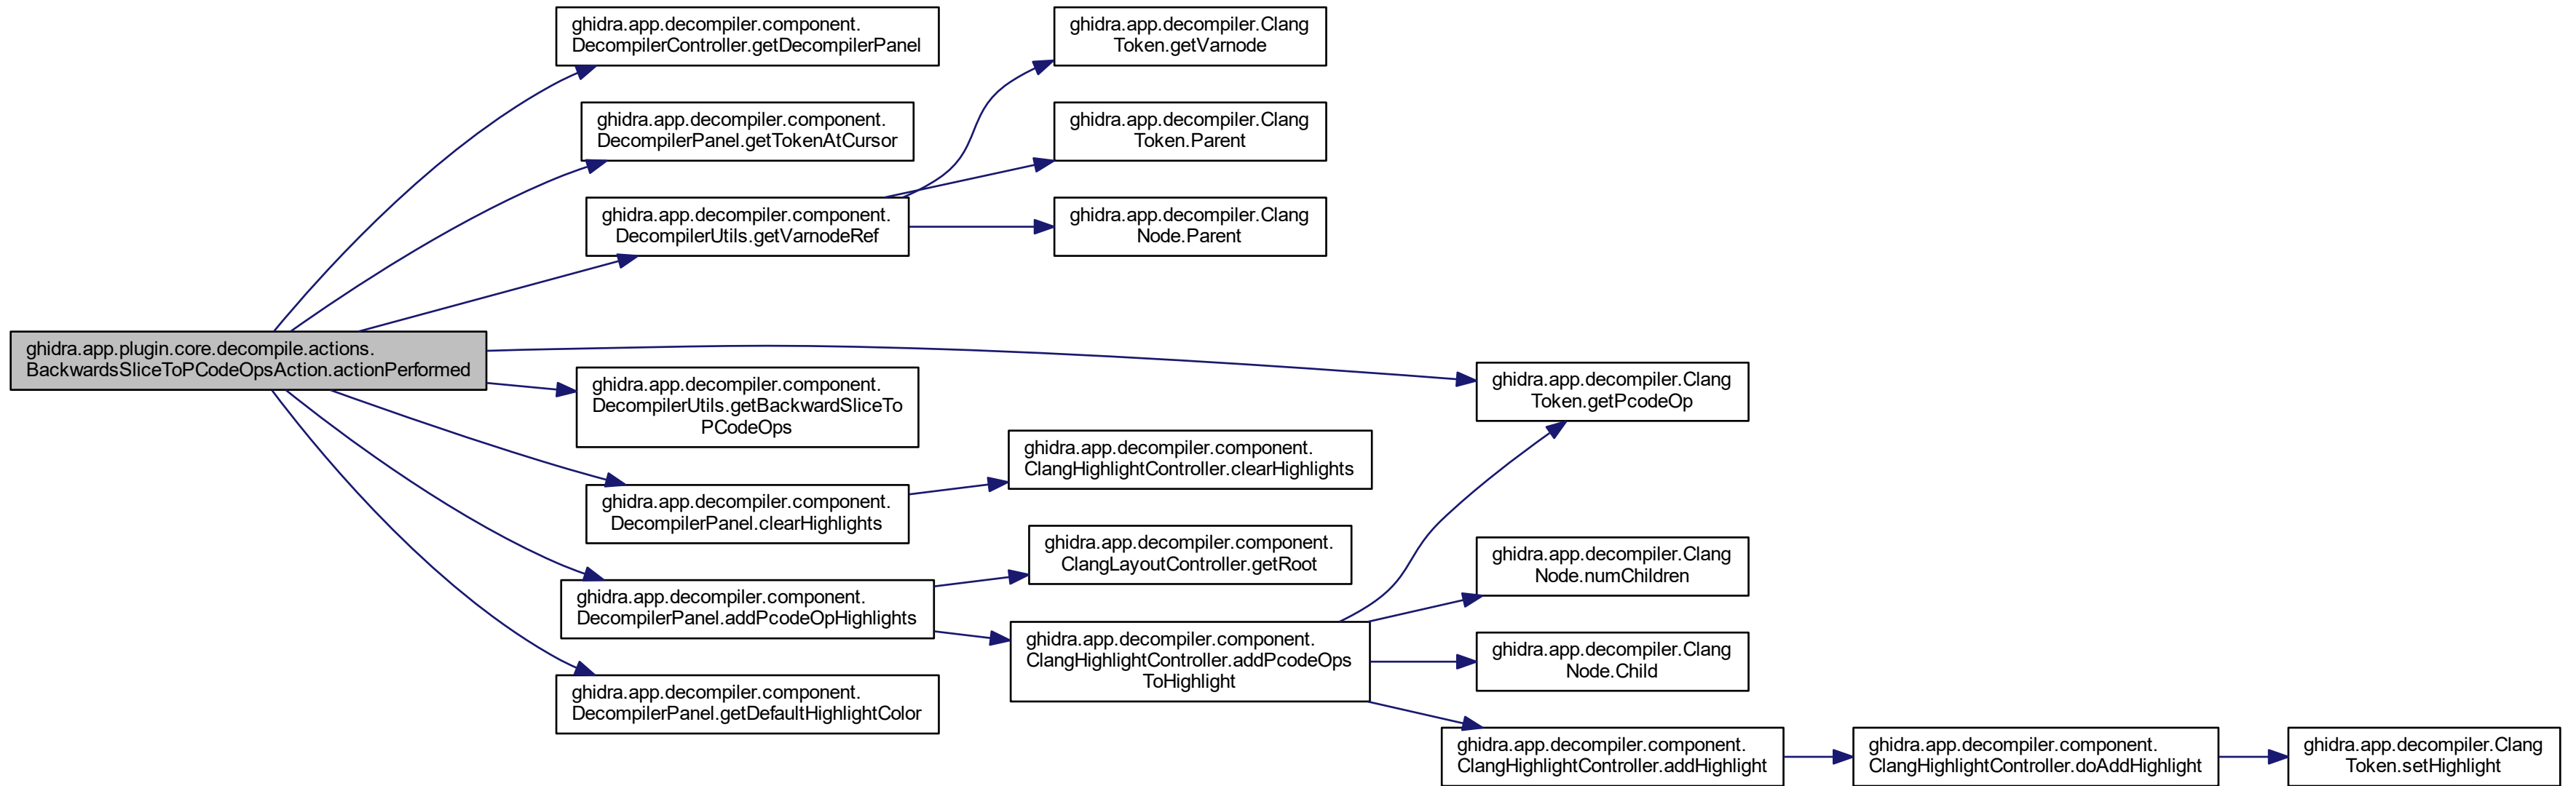 ghidra.app.decompiler.component.
DecompilerController.getDecompilerPanel
ghidra.app.decompiler.Clang
Token.getVarnode
ghidra.app.decompiler.component.
DecompilerPanel.getTokenAtCursor
ghidra.app.decompiler.Clang
Token.Parent
ghidra.app.decompiler.component.
DecompilerUtils.getVarnodeRef
ghidra.app.decompiler.Clang
Node.Parent
ghidra.app.plugin.core.decompile.actions.
BackwardsSliceToPCodeOpsAction.actionPerformed
ghidra.app.decompiler.component.
DecompilerUtils.getBackwardSliceTo
PCodeOps
ghidra.app.decompiler.Clang
Token.getPcodeOp
ghidra.app.decompiler.component.
ClangHighlightController.clearHighlights
ghidra.app.decompiler.component.
DecompilerPanel.clearHighlights
ghidra.app.decompiler.component.
ClangLayoutController.getRoot
ghidra.app.decompiler.Clang
Node.numChildren
ghidra.app.decompiler.component.
DecompilerPanel.addPcodeOpHighlights
ghidra.app.decompiler.component.
ClangHighlightController.addPcodeOps
ToHighlight
ghidra.app.decompiler.Clang
Node.Child
ghidra.app.decompiler.component.
DecompilerPanel.getDefaultHighlightColor
ghidra.app.decompiler.component.
ClangHighlightController.addHighlight
ghidra.app.decompiler.component.
ClangHighlightController.doAddHighlight
ghidra.app.decompiler.Clang
Token.setHighlight